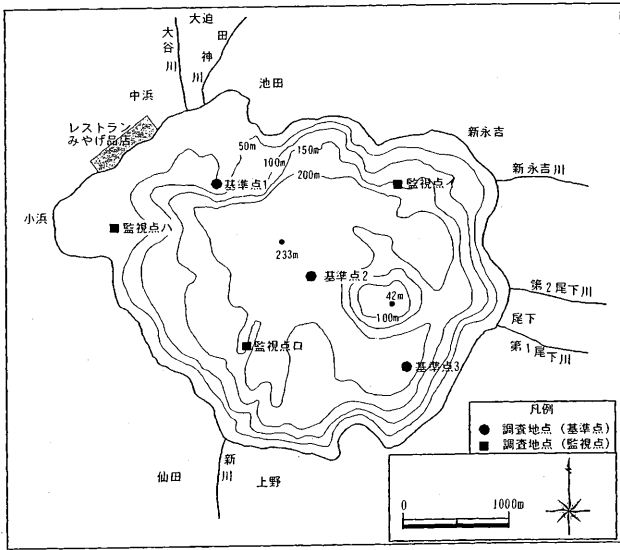 大谷川
大迫田神川
池田
中浜
レストラン
みやげ品店
新永吉
50m
100m
150m
200m
基準点1
監視点イ
新永吉川
小浜
監視点ハ
233m
基準点2
第2尾下川
42m
100m
尾下
監視点ロ
基準点3
第1尾下川
凡例
調査地点(基準点)
調査地点(監視点)
仙田
新川
上野
0
1000m